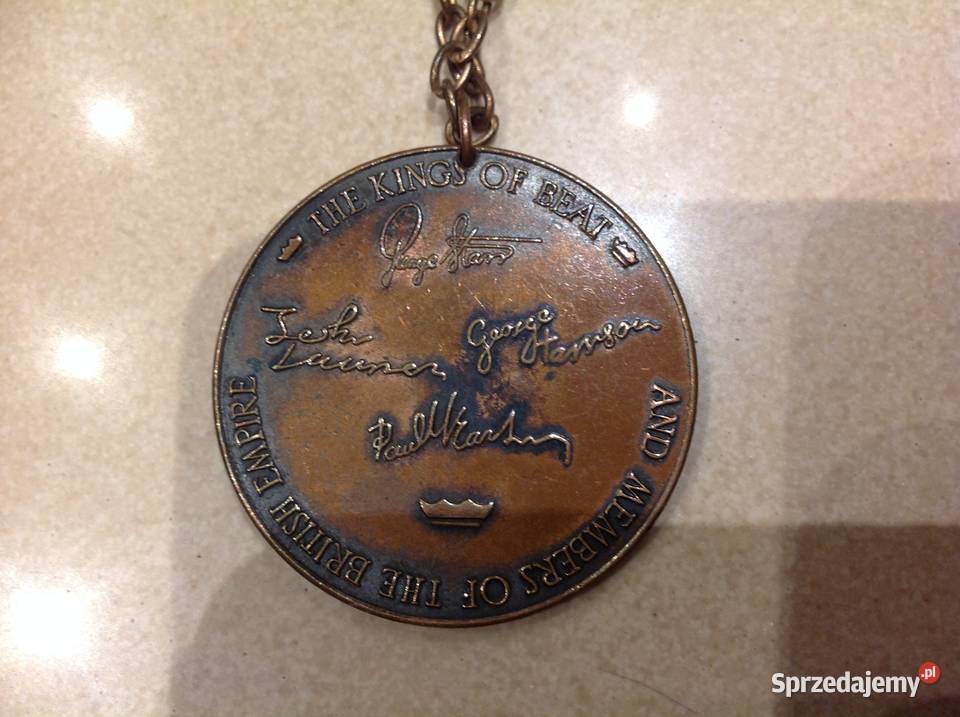 THE KINGS OF BEAT
Ringo Starr
John
Lennon
George
Harrison
Paul McCartney
AND MEMBERS OF THE BRITISH EMPIRE
Sprzedajemy.pl